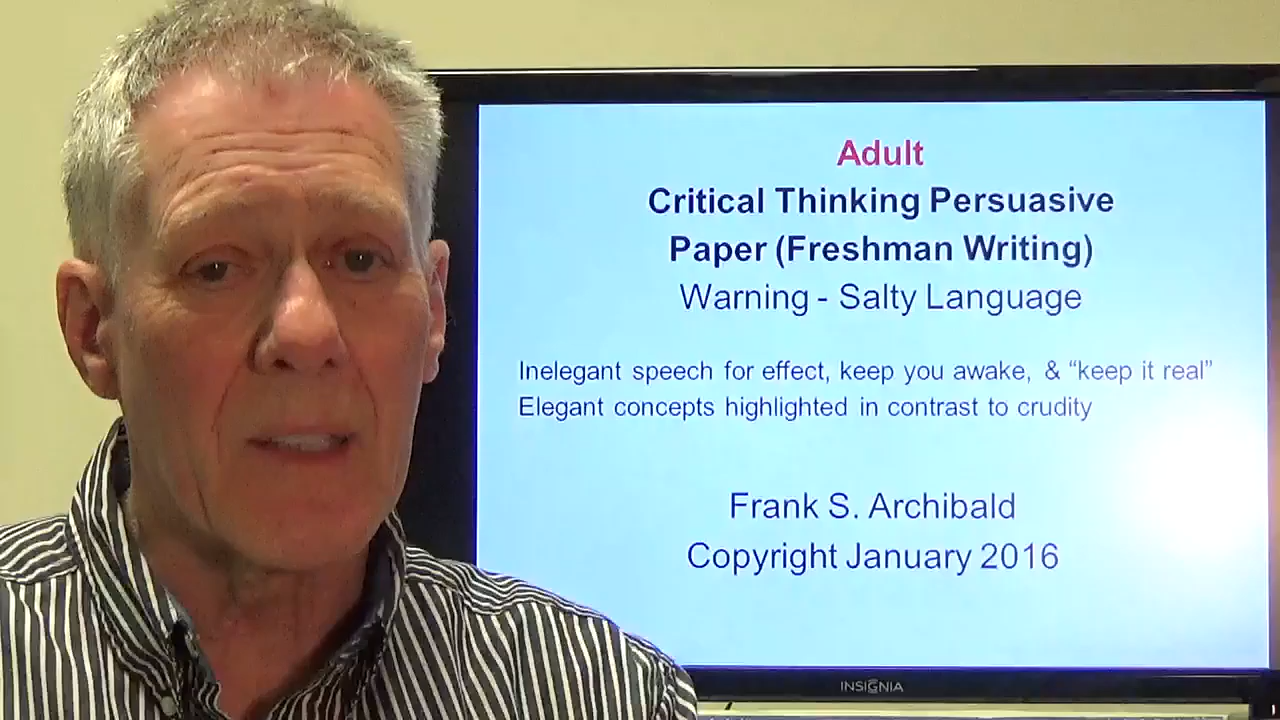 Adult
Critical Thinking Persuasive
Paper (Freshman Writing)
Warning - Salty Language
Inelegant speech for effect, keep you awake, & “keep it real”
Elegant concepts highlighted in contrast to crudity
Frank S. Archibald
Copyright January 2016
INSIGNIA